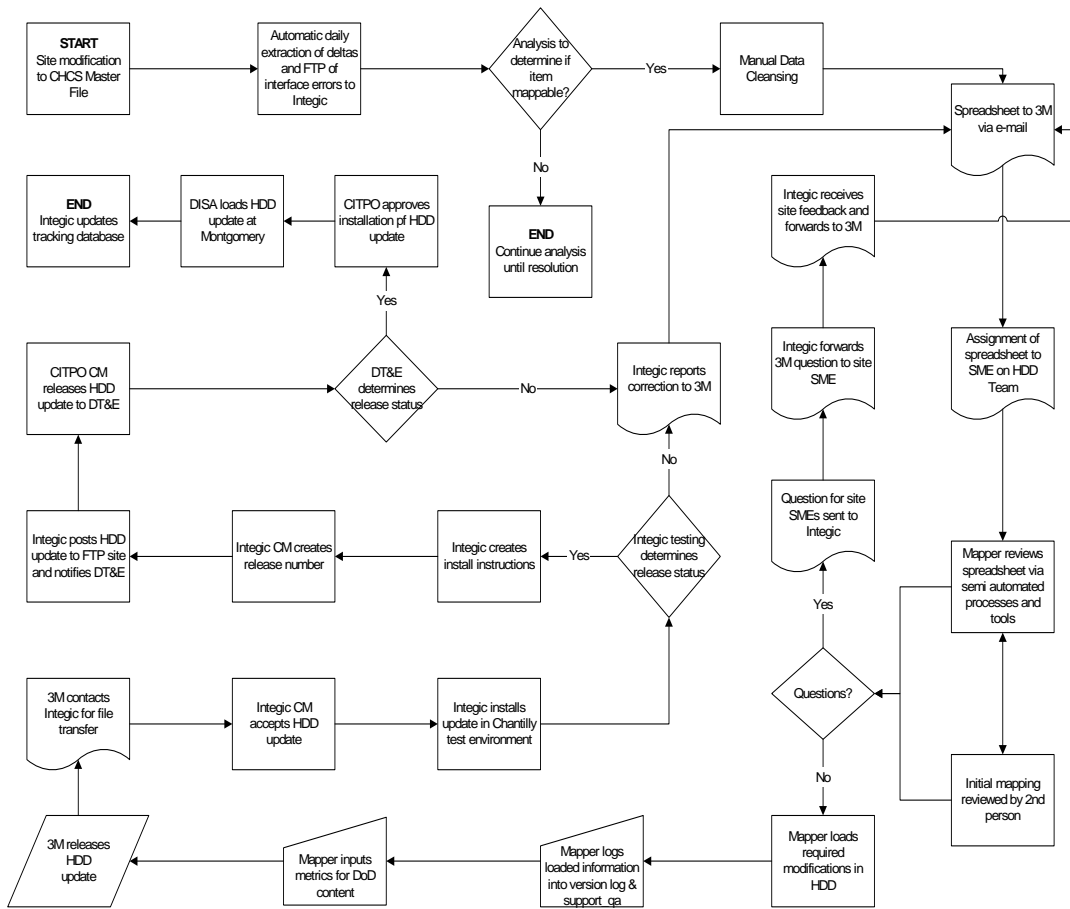 START
Site modification
to CHCS Master
File
Automatic daily
extraction of deltas
and FTP of
interface errors to
Integic
Analysis to
determine if
item
mappable?
Yes
Manual Data
Cleansing
Spreadsheet to 3M
via e-mail
No
END
Integic updates
tracking database
DISA loads HDD
update at
Montgomery
CITPO approves
installation pf HDD
update
END
Continue analysis
until resolution
Integic receives
site feedback and
forwards to 3M
Yes
CITPO CM
releases HDD
update to DT&E
DT&E
determines
release status
No
Integic reports
correction to 3M
Integic forwards
3M question to site
SME
Assignment of
spreadsheet to
SME on HDD
Team
No
Integic posts HDD
update to FTP site
and notifies DT&E
Integic CM creates
release number
Integic creates
install instructions
Yes
Integic testing
determines
release status
Question for site
SMEs sent to
Integic
Mapper reviews
spreadsheet via
semi automated
processes and
tools
Yes
3M contacts
Integic for file
transfer
Integic CM
accepts HDD
update
Integic installs
update in Chantilly
test environment
Questions?
No
Initial mapping
reviewed by 2nd
person
3M releases
HDD
update
Mapper inputs
metrics for DoD
content
Mapper logs
loaded information
into version log &
support_qa
Mapper loads
required
modifications in
HDD